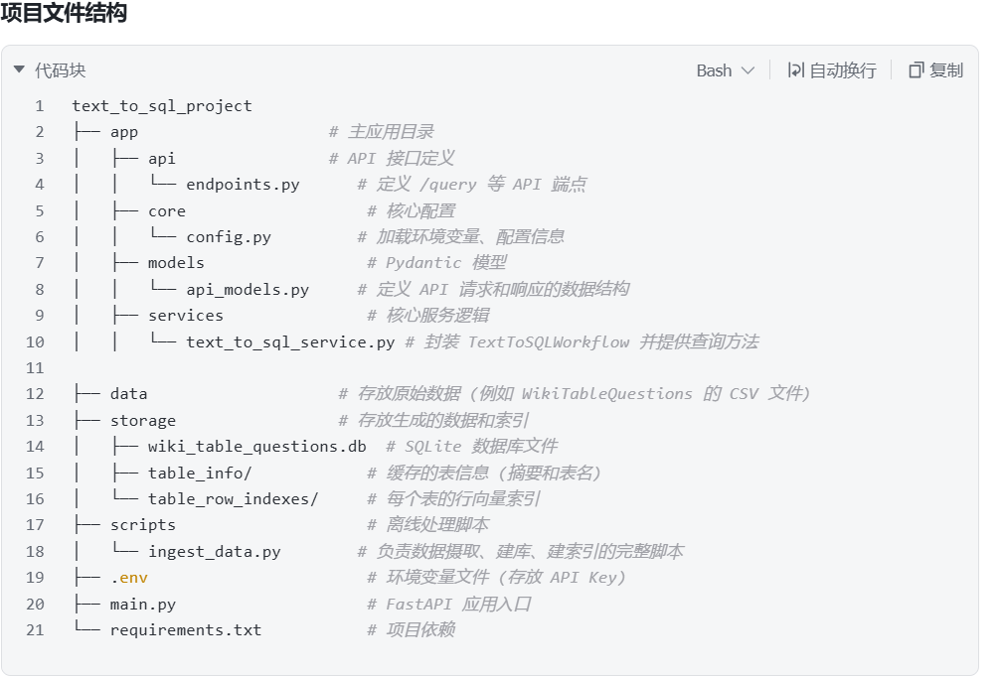 项目文件结构
代码块 Bash 自动换行 复制
1 text_to_sql_project
2 ├── app # 主应用目录
3 │   ├── api # API 接口定义
4 │   │   └── endpoints.py # 定义 /query 等 API 端点
5 │   ├── core # 核心配置
6 │   │   └── config.py # 加载环境变量、配置信息
7 │   ├── models # Pydantic 模型
8 │   │   └── api_models.py # 定义 API 请求和响应的数据结构
9 │   ├── services # 核心服务逻辑
10 │   │   └── text_to_sql_service.py # 封装 TextToSQLWorkflow 并提供查询方法
11
12 ├── data # 存放原始数据 (例如 WikiTableQuestions 的 CSV 文件)
13 ├── storage # 存放生成的数据和索引
14 │   ├── wiki_table_questions.db # SQLite 数据库文件
15 │   ├── table_info/ # 缓存的表信息 (摘要和表名)
16 │   └── table_row_indexes/ # 每个表的行向量索引
17 ├── scripts # 离线处理脚本
18 │   └── ingest_data.py # 负责数据摄取、建库、建索引的完整脚本
19 ├── .env # 环境变量文件 (存放 API Key)
20 ├── main.py # FastAPI 应用入口
21 └── requirements.txt # 项目依赖